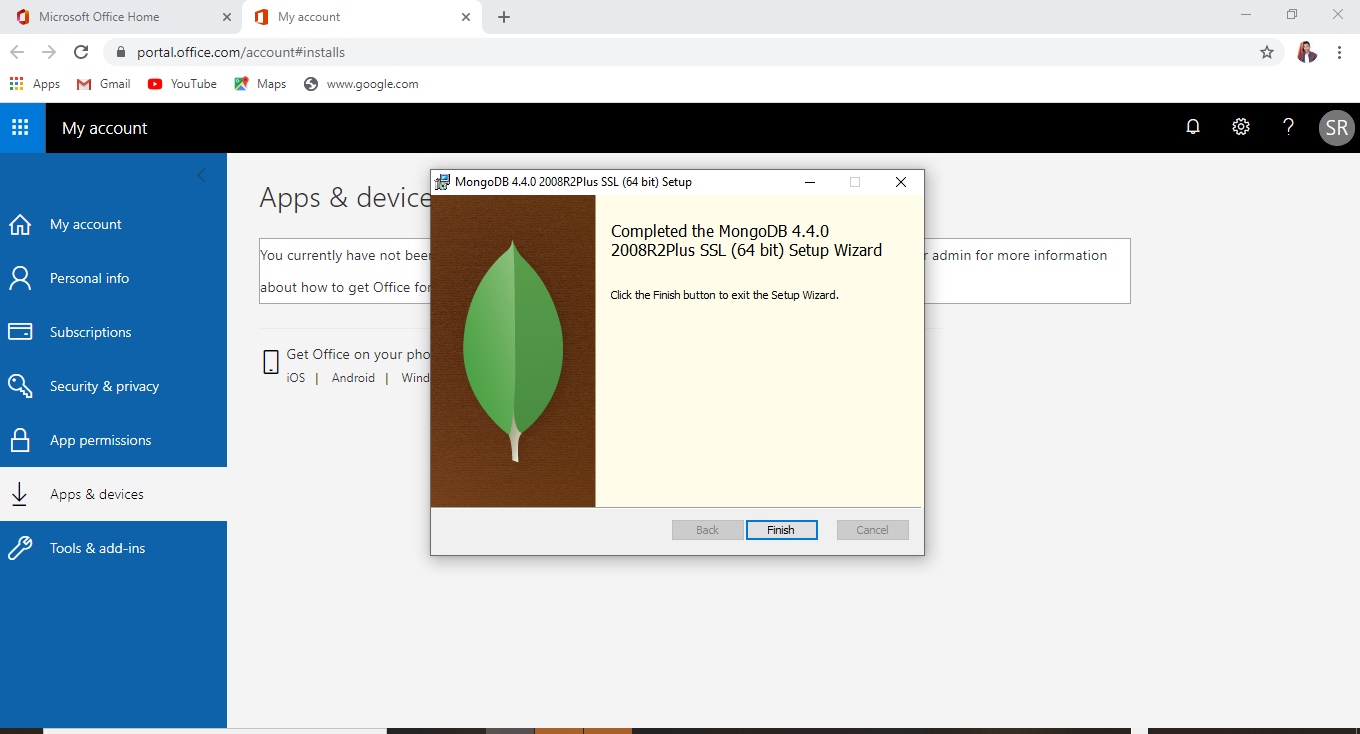 Microsoft Office Home
My account
portal.office.com/account#installs
Apps
Gmail
YouTube
Maps
www.google.com
My account
SR
My account
Personal info
Subscriptions
Security & privacy
App permissions
Apps & devices
Tools & add-ins
Apps & device
You currently have not bee
r admin for more information
about how to get Office for
Get Office on your pho
iOS | Android | Wind
MongoDB 4.4.0 2008R2Plus SSL (64 bit) Setup
Completed the MongoDB 4.4.0
2008R2Plus SSL (64 bit) Setup Wizard
Click the Finish button to exit the Setup Wizard.
Back
Finish
Cancel